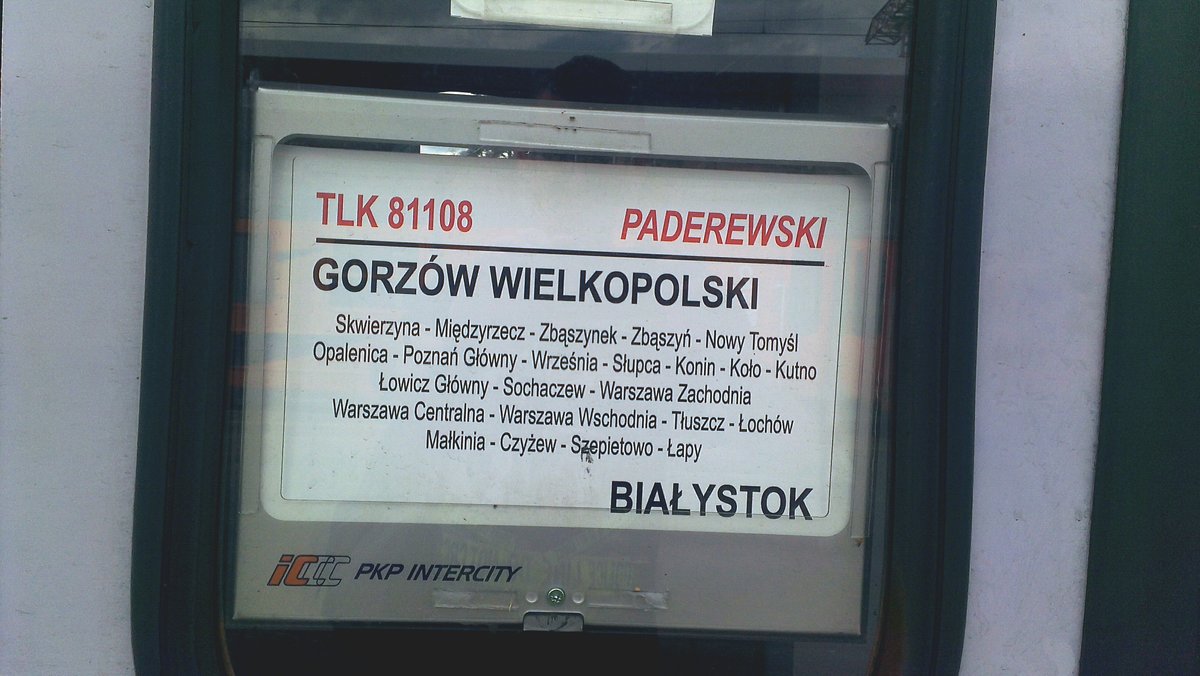 TLK 81108 PADEREWSKI
GORZÓW WIELKOPOLSKI
Skwierzyna - Międzyrzecz - Zbąszynek - Zbąszyń - Nowy Tomyśl
Opalenica - Poznań Główny - Września - Słupca - Konin - Koło - Kutno
Łowicz Główny - Sochaczew - Warszawa Zachodnia
Warszawa Centralna - Warszawa Wschodnia - Tłuszcz - Łochów
Małkinia - Czyżew - Szepietowo - Łapy
BIAŁYSTOK
iC PKP INTERCITY